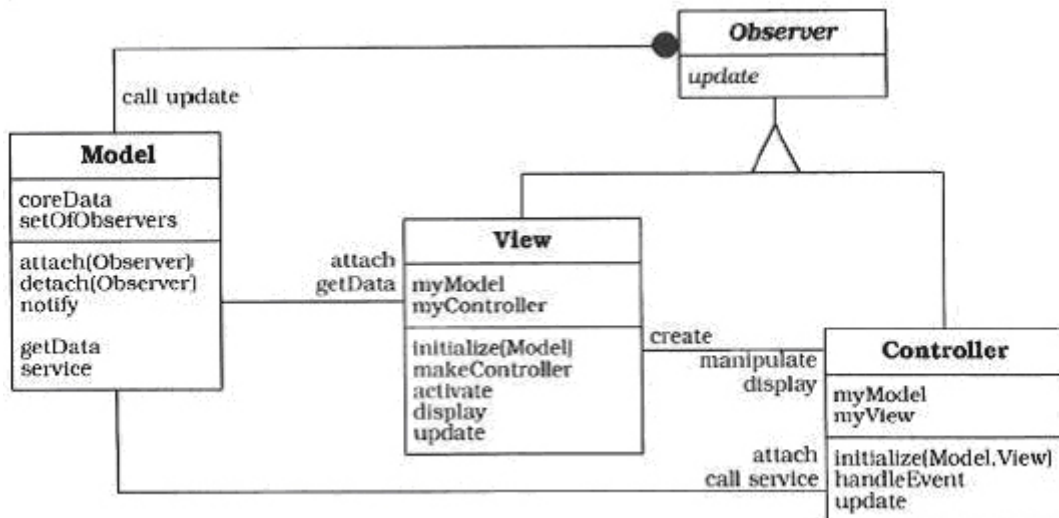 Observer
update
call update
Model
coreData
setOfObservers
attach(Observer)
detach(Observer)
notify
getData
service
attach
getData
View
myModel
myController
initialize(Model)
makeController
activate
display
update
create
manipulate
display
Controller
myModel
myView
attach
call service
initialize(Model,View)
handleEvent
update